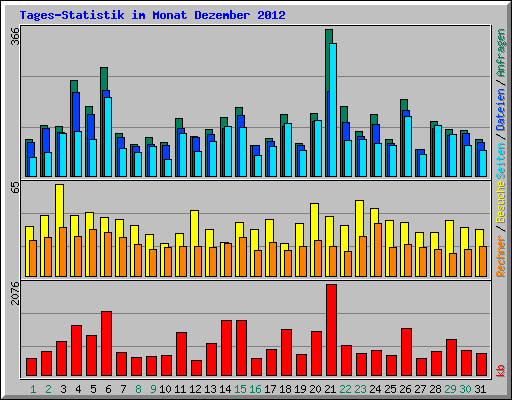 Tages-Statistik im Monat Dezember 2012
366
65
2076
Rechner / Besuche Seiten / Dateien / Anfragen
kb
1 2 3 4 5 6 7 8 9 10 11 12 13 14 15 16 17 18 19 20 21 22 23 24 25 26 27 28 29 30 31